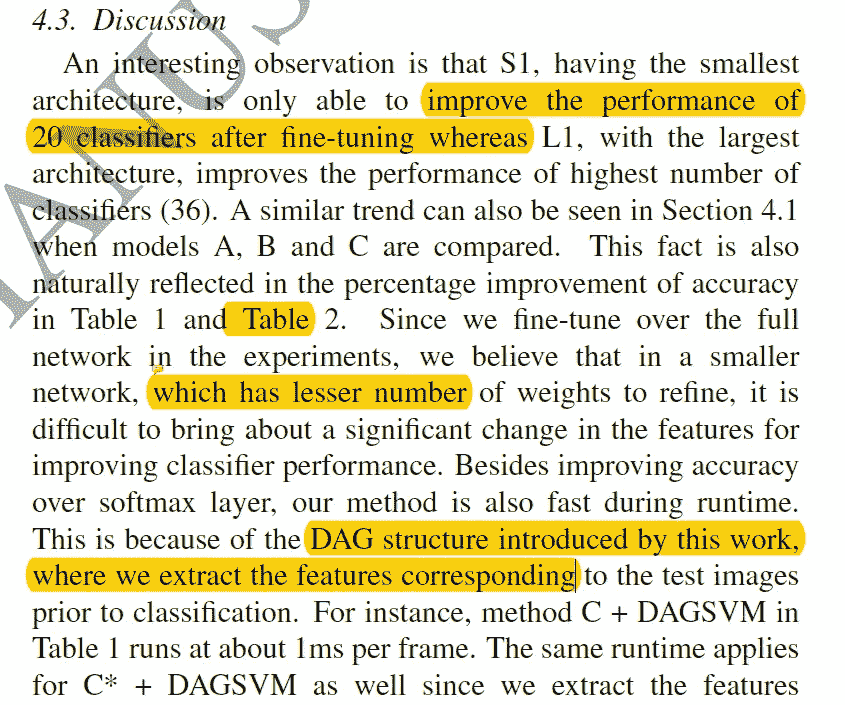 4.3. Discussion
An interesting observation is that S1, having the smallest
architecture, is only able to improve the performance of
20 classifiers after fine-tuning whereas L1, with the largest
architecture, improves the performance of highest number of
classifiers (36). A similar trend can also be seen in Section 4.1
when models A, B and C are compared. This fact is also
naturally reflected in the percentage improvement of accuracy
in Table 1 and Table 2. Since we fine-tune over the full
network in the experiments, we believe that in a smaller
network, which has lesser number of weights to refine, it is
difficult to bring about a significant change in the features for
improving classifier performance. Besides improving accuracy
over softmax layer, our method is also fast during runtime.
This is because of the DAG structure introduced by this work,
where we extract the features corresponding to the test images
prior to classification. For instance, method C + DAGSVM in
Table 1 runs at about 1ms per frame. The same runtime applies
for C* + DAGSVM as well since we extract the features